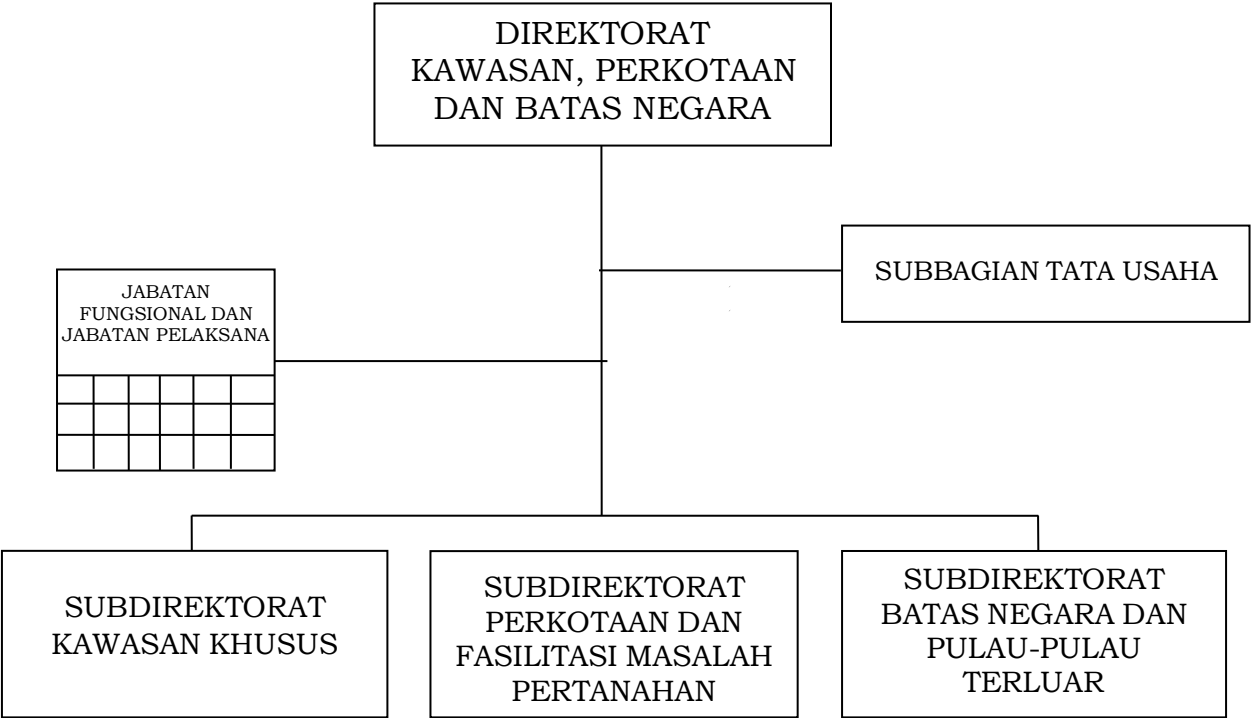 DIREKTORAT
KAWASAN, PERKOTAAN
DAN BATAS NEGARA
SUBBAGIAN TATA USAHA
JABATAN
FUNGSIONAL DAN
JABATAN PELAKSANA
SUBDIREKTORAT
KAWASAN KHUSUS
SUBDIREKTORAT
PERKOTAAN DAN
FASILITASI MASALAH
PERTANAHAN
SUBDIREKTORAT
BATAS NEGARA DAN
PULAU-PULAU
TERLUAR